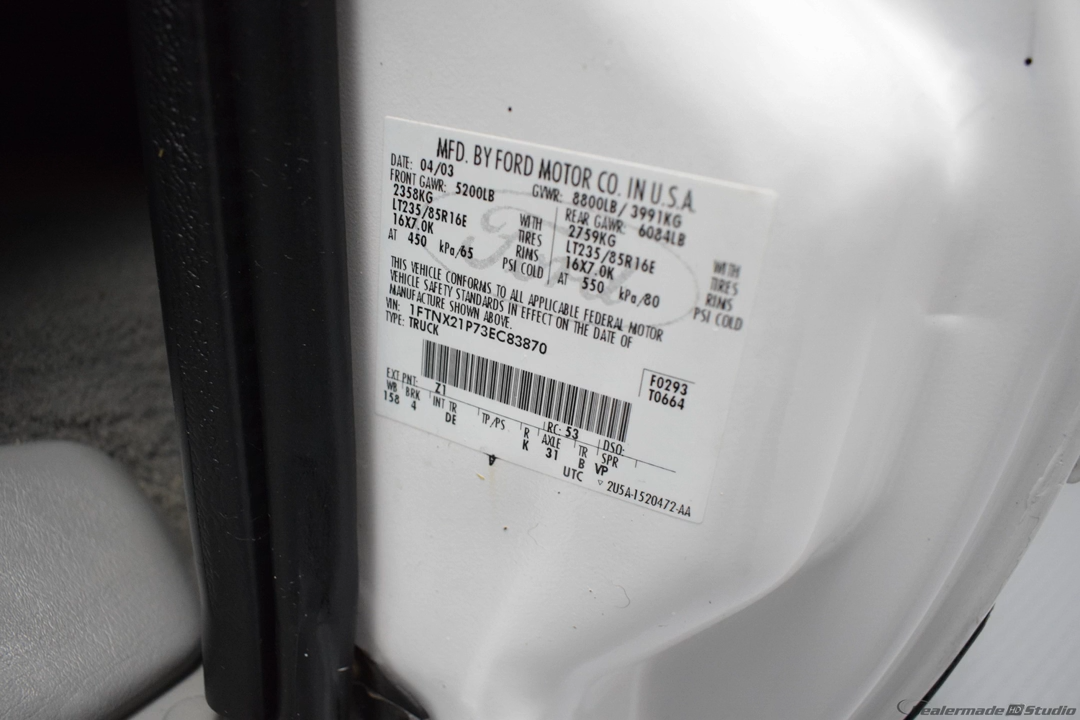 MFD. BY FORD MOTOR CO. IN U.S.A.
DATE: 04/03 GVWR: 8800LB/ 3991KG
FRONT GAWR: 5200LB REAR GAWR: 6084LB
2358KG WITH 2759KG WITH
LT235/85R16E TIRES LT235/85R16E TIRES
16X7.0K RIMS 16X7.0K RIMS
AT 450 kPa/65 PSI COLD AT 550 kPa/80 PSI COLD
Ford
THIS VEHICLE CONFORMS TO ALL APPLICABLE FEDERAL MOTOR
VEHICLE SAFETY STANDARDS IN EFFECT ON THE DATE OF
MANUFACTURE SHOWN ABOVE.
VIN: 1FTNX21P73EC83870
TYPE: TRUCK
F0293
T0664
EXT PNT: Z1 RC: 53 DSO:
WB BRK INT TR TP/PS R AXLE TR SPR
158 4 DE K 31 B VP
UTC ▽ 2U5A-1520472-AA
Dealermade HD Studio